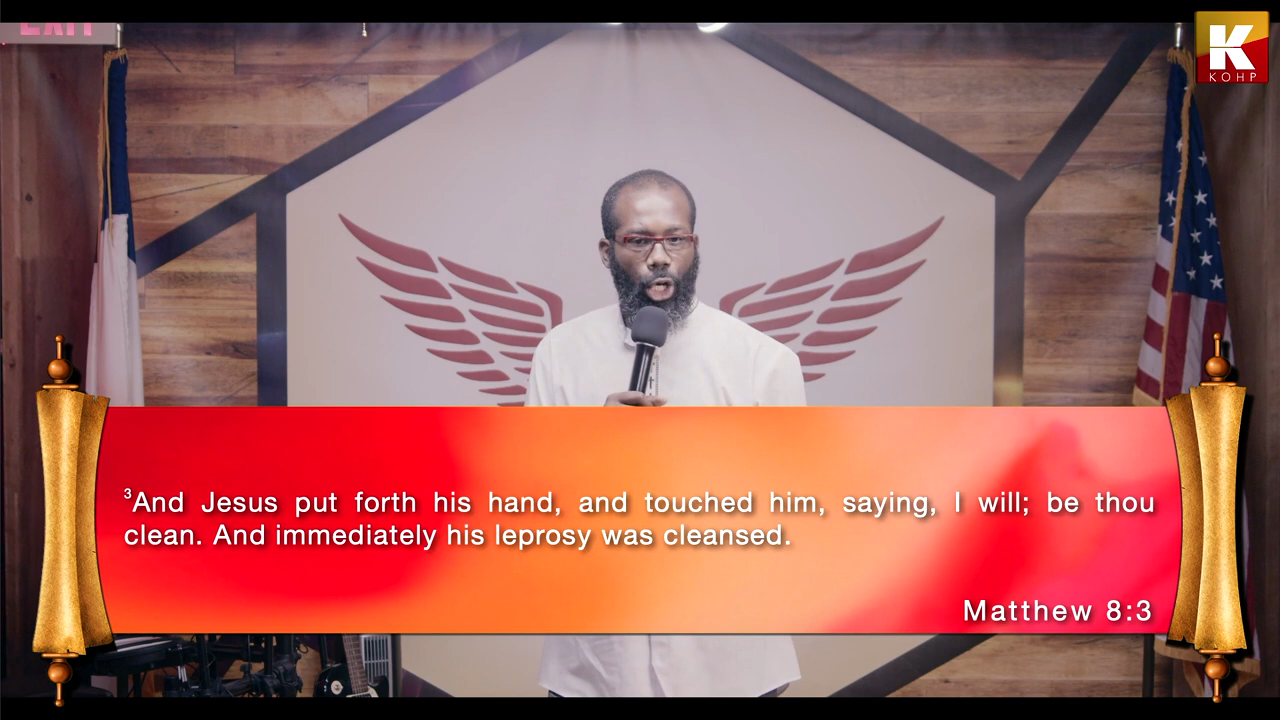 EXIT
K
KOHP
3And Jesus put forth his hand, and touched him, saying, I will; be thou
clean. And immediately his leprosy was cleansed.
Matthew 8:3